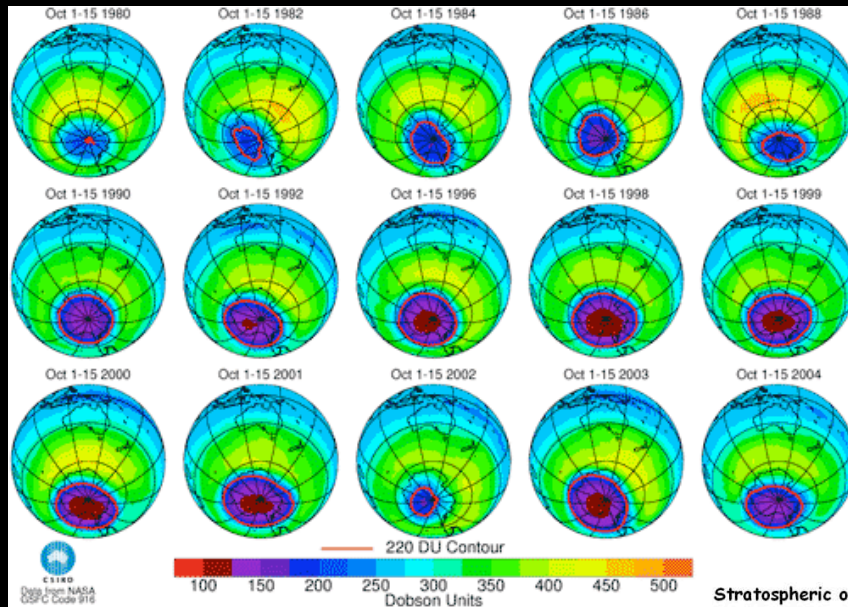 Oct 1-15 1980
Oct 1-15 1982
Oct 1-15 1984
Oct 1-15 1986
Oct 1-15 1988
Oct 1-15 1990
Oct 1-15 1992
Oct 1-15 1996
Oct 1-15 1998
Oct 1-15 1999
Oct 1-15 2000
Oct 1-15 2001
Oct 1-15 2002
Oct 1-15 2003
Oct 1-15 2004
220 DU Contour
100 150 200 250 300 350 400 450 500
Dobson Units
CSIRO
Data from NASA
GSFC Code 916
Stratospheric o